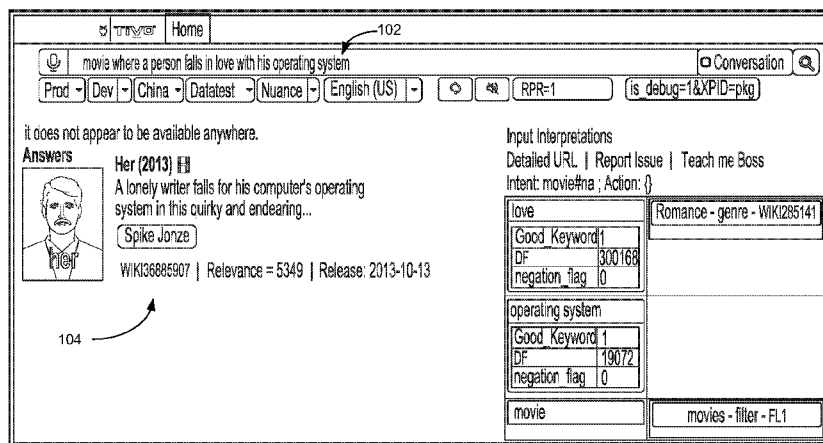 TIVO Home
102
movie where a person falls in love with his operating system
Conversation
Prod Dev China Datatest Nuance English (US) RPR=1 is_debug=1&XPID=pkg
it does not appear to be available anywhere.
Answers
Her (2013)
A lonely writer falls for his computer's operating
system in this quirky and endearing...
Spike Jonze
her
WIKI36885907 | Relevance = 5349 | Release: 2013-10-13
104
Input Interpretations
Detailed URL | Report Issue | Teach me Boss
Intent: movie#na ; Action: {}
love
Romance - genre - WIKI285141
Good_Keyword 1
DF 300168
negation_flag 0
operating system
Good_Keyword 1
DF 19072
negation_flag 0
movie
movies - filter - FL1